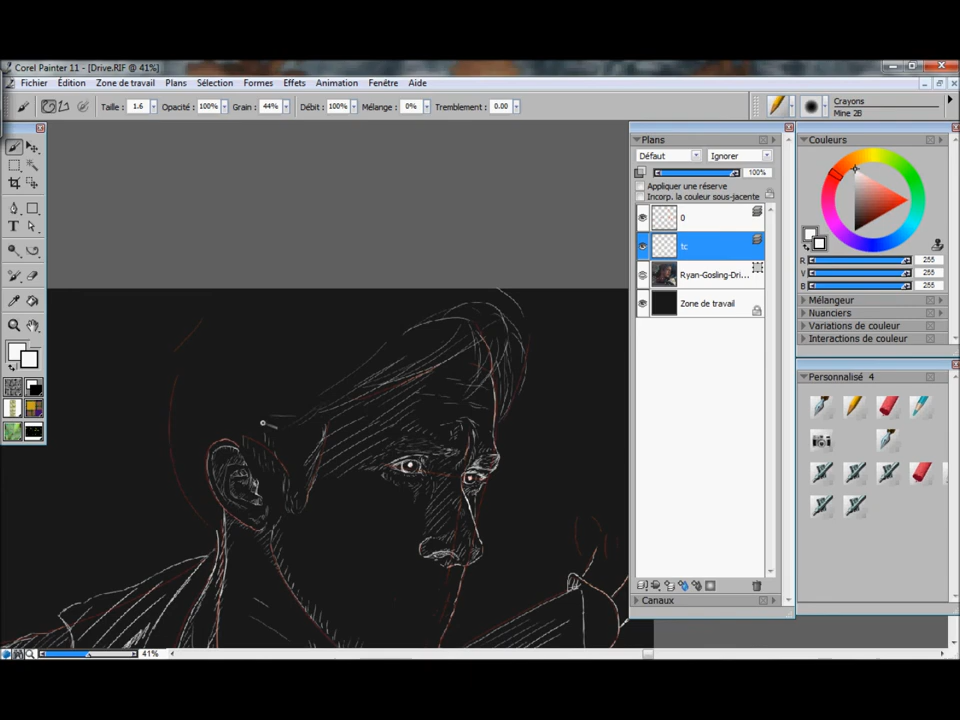 Corel Painter 11 - [Drive.RIF @ 41%]
Fichier Édition Zone de travail Plans Sélection Formes Effets Animation Fenêtre Aide
Taille : 1.6 Opacité : 100% Grain : 44% Débit : 100% Mélange : 0% Tremblement : 0.00
Crayons
Mine 2B
Plans
Défaut Ignorer
100%
Appliquer une réserve
Incorp. la couleur sous-jacente
0
tc
Ryan-Gosling-Dri...
Zone de travail
Canaux
Couleurs
R 255
V 255
B 255
Mélangeur
Nuanciers
Variations de couleur
Interactions de couleur
Personnalisé 4
T
41%